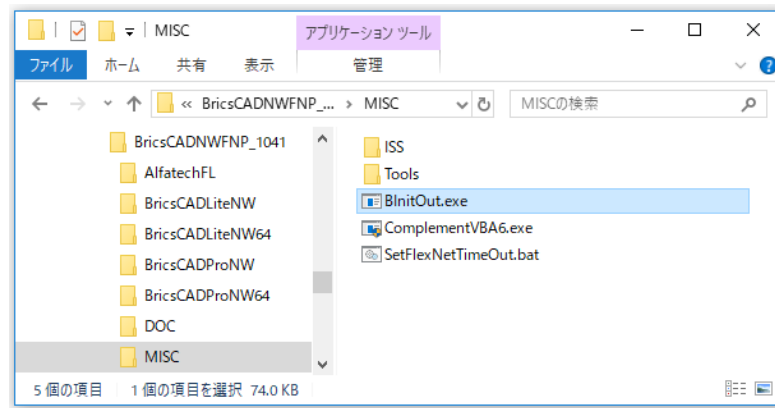 MISC
アプリケーション ツール
ファイル ホーム 共有 表示 管理
« BricsCADNWFNP_... › MISC MISCの検索
BricsCADNWFNP_1041
AlfatechFL
BricsCADLiteNW
BricsCADLiteNW64
BricsCADProNW
BricsCADProNW64
DOC
MISC
ISS
Tools
BInitOut.exe
ComplementVBA6.exe
SetFlexNetTimeOut.bat
5 個の項目 1 個の項目を選択 74.0 KB